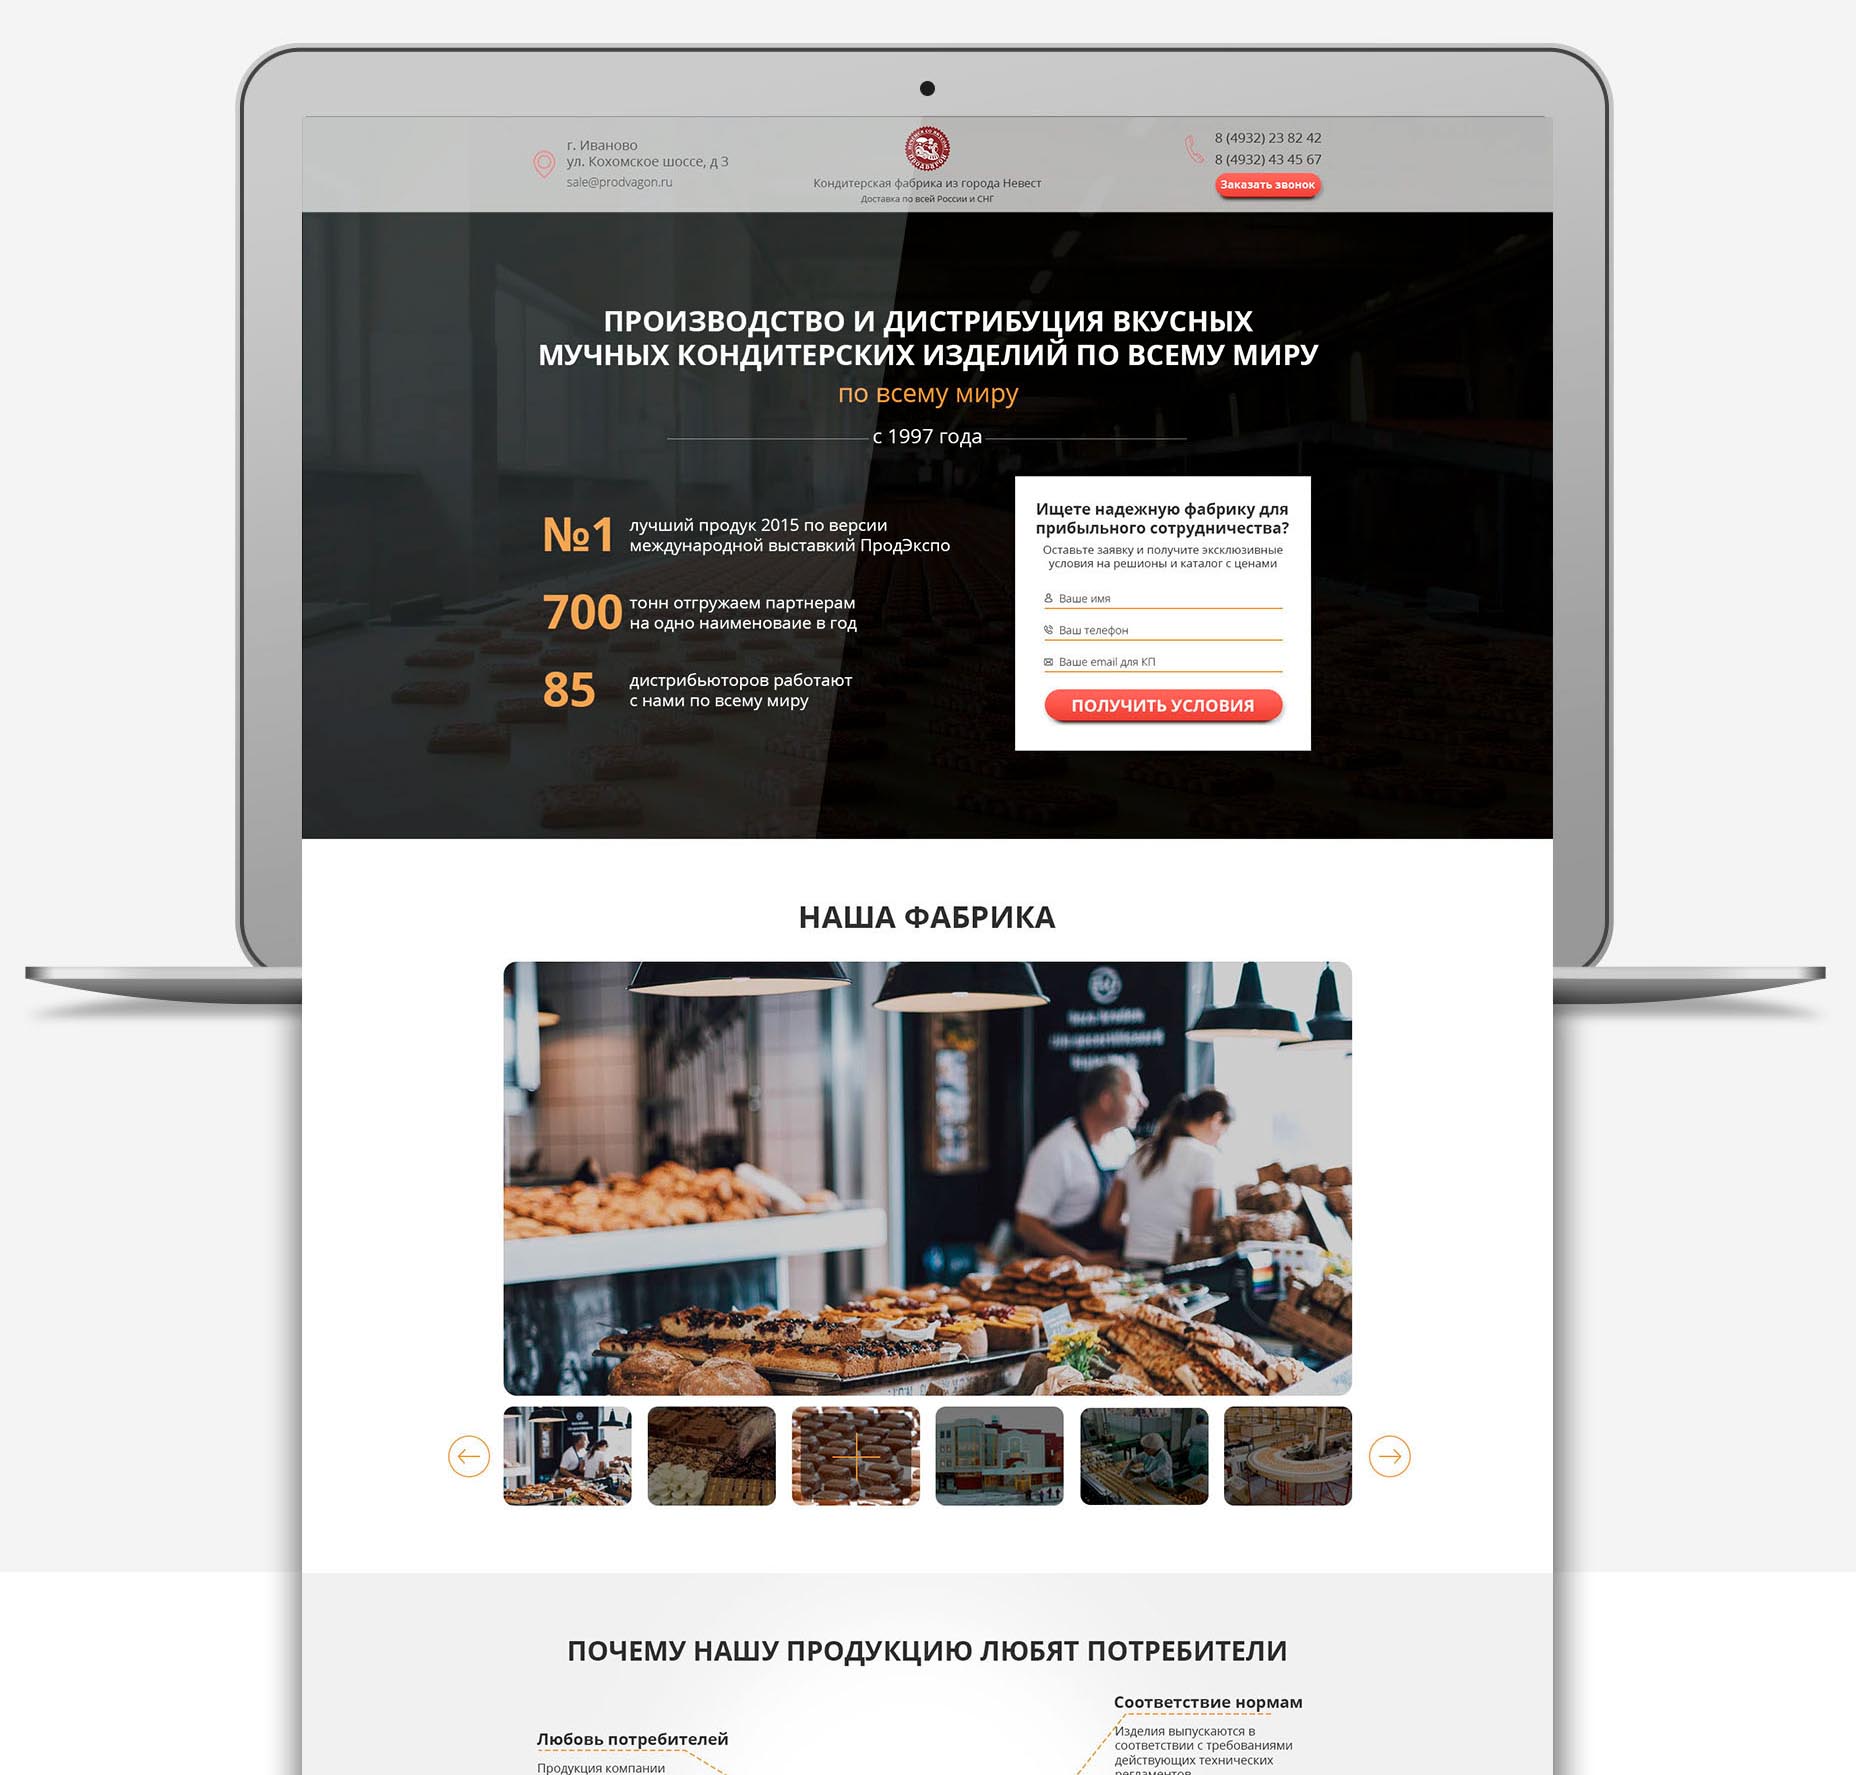 г. Иваново
ул. Кохомское шоссе, д 3
sale@prodvagon.ru
Кондитерская фабрика из города Невест
Доставка по всей России и СНГ
8 (4932) 23 82 42
8 (4932) 43 45 67
Заказать звонок
ПРОИЗВОДСТВО И ДИСТРИБУЦИЯ ВКУСНЫХ
МУЧНЫХ КОНДИТЕРСКИХ ИЗДЕЛИЙ ПО ВСЕМУ МИРУ
по всему миру
с 1997 года
№1 лучший продук 2015 по версии
международной выставкий ПродЭкспо
700 тонн отгружаем партнерам
на одно наименоваие в год
85 дистрибьюторов работают
с нами по всему миру
Ищете надежную фабрику для
прибыльного сотрудничества?
Оставьте заявку и получите эксклюзивные
условия на решионы и каталог с ценами
Ваше имя
Ваш телефон
Ваше email для КП
ПОЛУЧИТЬ УСЛОВИЯ
НАША ФАБРИКА
ПОЧЕМУ НАШУ ПРОДУКЦИЮ ЛЮБЯТ ПОТРЕБИТЕЛИ
Любовь потребителей
Продукция компании
Соответствие нормам
Изделия выпускаются в
соответствии с требованиями
действующих технических
регламентов